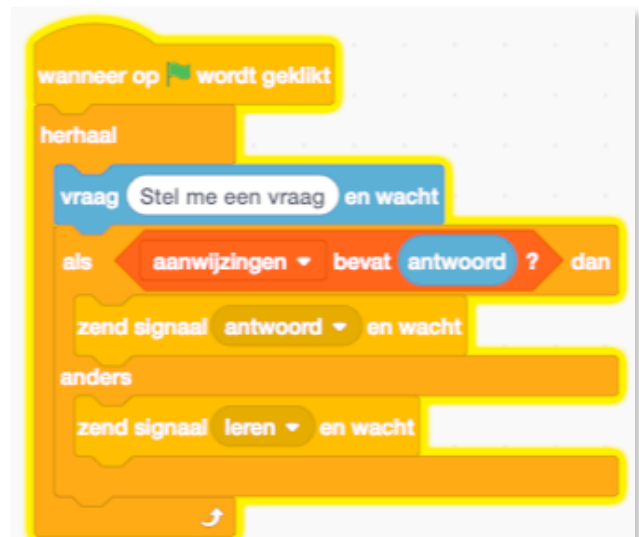 wanneer op wordt geklikt
herhaal
vraag Stel me een vraag en wacht
als aanwijzingen bevat antwoord ? dan
zend signaal antwoord en wacht
anders
zend signaal leren en wacht